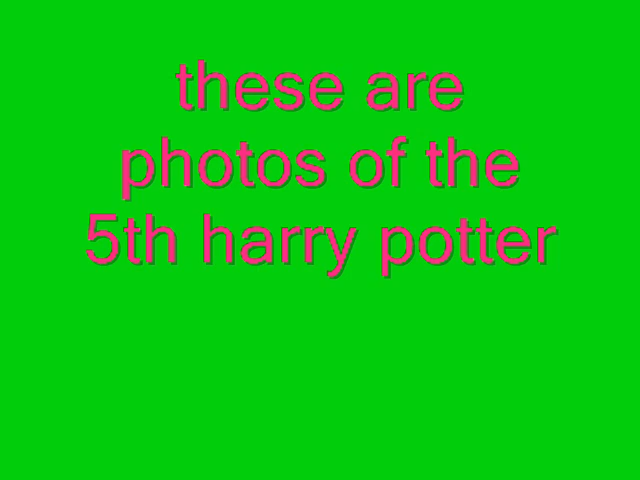 these are
photos of the
5th harry potter